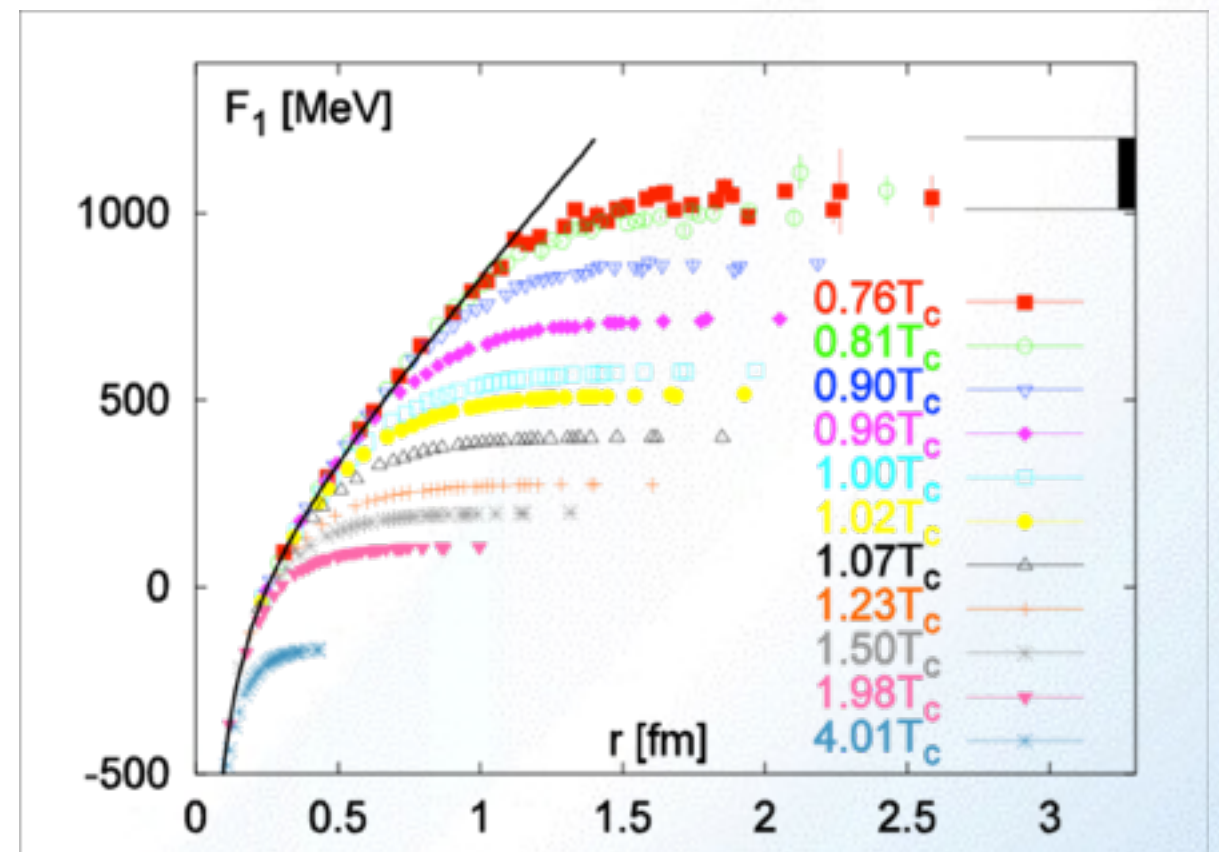 F₁ [MeV]
1000
500
0
-500
0.76Tc
0.81Tc
0.90Tc
0.96Tc
1.00Tc
1.02Tc
1.07Tc
1.23Tc
1.50Tc
1.98Tc
4.01Tc
r [fm]
0 0.5 1 1.5 2 2.5 3